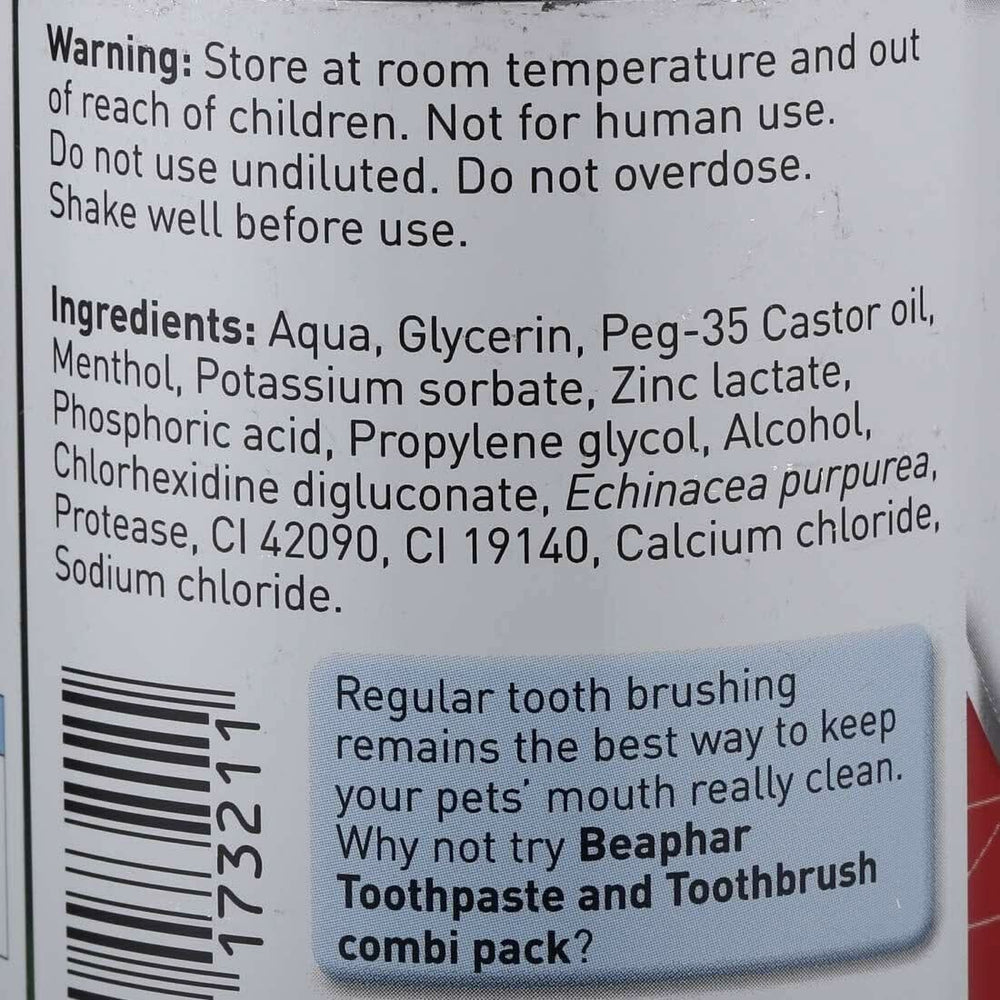 Warning: Store at room temperature and out
of reach of children. Not for human use.
Do not use undiluted. Do not overdose.
Shake well before use.
Ingredients: Aqua, Glycerin, Peg-35 Castor oil,
Menthol, Potassium sorbate, Zinc lactate,
Phosphoric acid, Propylene glycol, Alcohol,
Chlorhexidine digluconate, Echinacea purpurea,
Protease, CI 42090, CI 19140, Calcium chloride,
Sodium chloride.
173211
Regular tooth brushing
remains the best way to keep
your pets' mouth really clean.
Why not try Beaphar
Toothpaste and Toothbrush
combi pack?